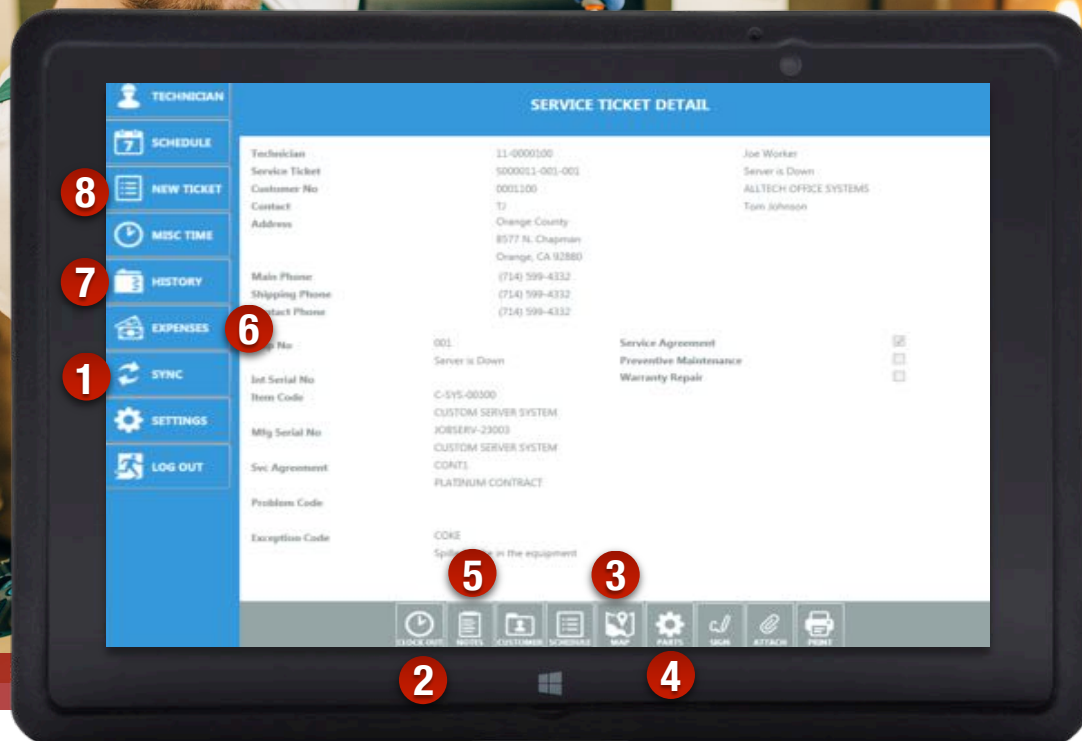 TECHNICIAN
SERVICE TICKET DETAIL
7 SCHEDULE
8 NEW TICKET
MISC TIME
7 HISTORY
EXPENSES 6
1 SYNC
SETTINGS
LOG OUT
Technician 11-0000100 Joe Worker
Service Ticket S000011-001-001 Server is Down
Customer No 0001100 ALLTECH OFFICE SYSTEMS
Contact TJ Tom Johnson
Address Orange County
8577 N. Chapman
Orange, CA 92880
Main Phone (714) 599-4332
Shipping Phone (714) 599-4332
Phone (714) 599-4332
No 001 Service Agreement
Server is Down Preventive Maintenance
Int Serial No Warranty Repair
Item Code C-SYS-00300
CUSTOM SERVER SYSTEM
Mfg Serial No JOBSERV-23003
CUSTOM SERVER SYSTEM
Svc Agreement CONT1
PLATINUM CONTRACT
Problem Code
Exception Code COKE
in the equipment
5 3
CLOCK OUT NOTES CUSTOMER SCHEDULE MAP PARTS SIGN ATTACH PRINT
2 4